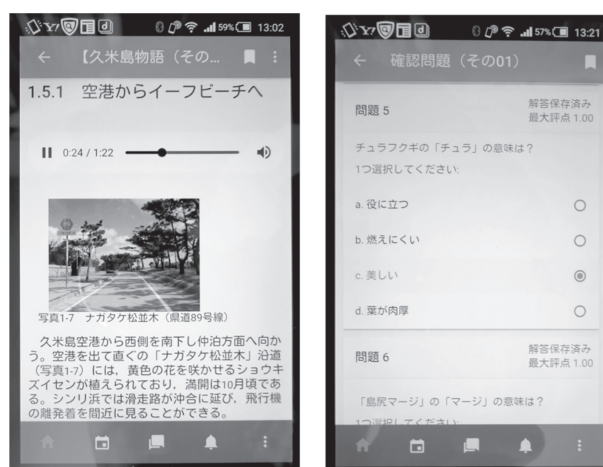 59% 13:02
【久米島物語（その...
1.5.1 空港からイーフビーチへ
0:24 / 1:22
写真1-7 ナガタケ松並木（県道89号線）
久米島空港から西側を南下し仲泊方面へ向か
う。空港を出て直ぐの「ナガタケ松並木」沿道
（写真1-7）には，黄色の花を咲かせるショウキ
ズイセンが植えられており，満開は10月頃であ
る。シンリ浜では滑走路が沖合に延び，飛行機
の離発着を間近に見ることができる。
57% 13:21
確認問題（その01）
問題 5
解答保存済み
最大評点 1.00
チュラフクギの「チュラ」の意味は？
1つ選択してください:
a. 役に立つ
b. 燃えにくい
c. 美しい
d. 葉が肉厚
問題 6
解答保存済み
最大評点 1.00
「島尻マージ」の「マージ」の意味は？
1つ選択してください: